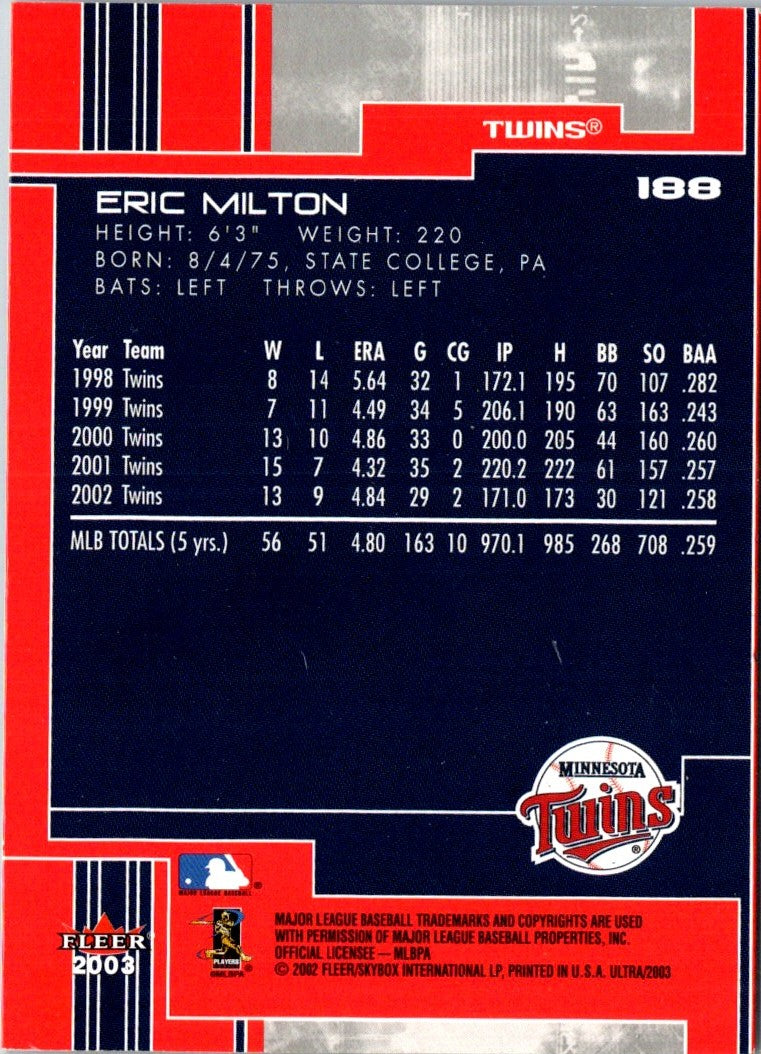 TWINS®
188
ERIC MILTON
HEIGHT: 6'3" WEIGHT: 220
BORN: 8/4/75, STATE COLLEGE, PA
BATS: LEFT THROWS: LEFT
Year Team W L ERA G CG IP H BB SO BAA
1998 Twins 8 14 5.64 32 1 172.1 195 70 107 .282
1999 Twins 7 11 4.49 34 5 206.1 190 63 163 .243
2000 Twins 13 10 4.86 33 0 200.0 205 44 160 .260
2001 Twins 15 7 4.32 35 2 220.2 222 61 157 .257
2002 Twins 13 9 4.84 29 2 171.0 173 30 121 .258
MLB TOTALS (5 yrs.) 56 51 4.80 163 10 970.1 985 268 708 .259
MINNESOTA
Twins®
MAJOR LEAGUE BASEBALL®
FLEER®
2003
PLAYERS
©MLBPA®
MAJOR LEAGUE BASEBALL TRADEMARKS AND COPYRIGHTS ARE USED
WITH PERMISSION OF MAJOR LEAGUE BASEBALL PROPERTIES, INC.
OFFICIAL LICENSEE — MLBPA
© 2002 FLEER/SKYBOX INTERNATIONAL LP, PRINTED IN U.S.A. ULTRA/2003